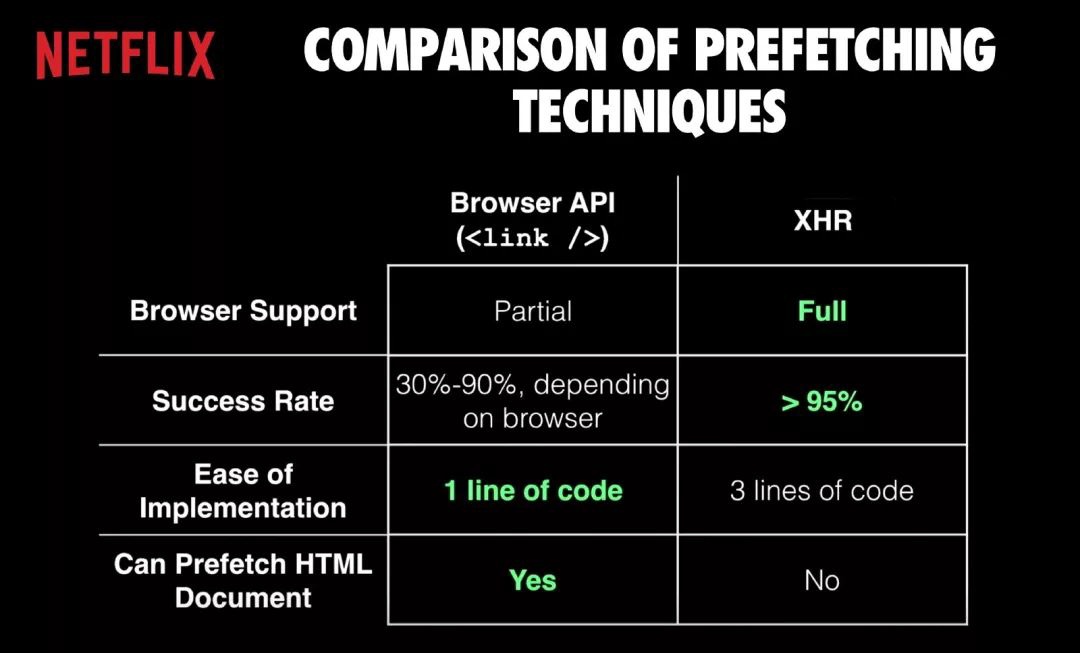 NETFLIX
COMPARISON OF PREFETCHING
TECHNIQUES
Browser API
(<link />)
XHR
Browser Support
Partial
Full
Success Rate
30%-90%, depending
on browser
> 95%
Ease of
Implementation
1 line of code
3 lines of code
Can Prefetch HTML
Document
Yes
No